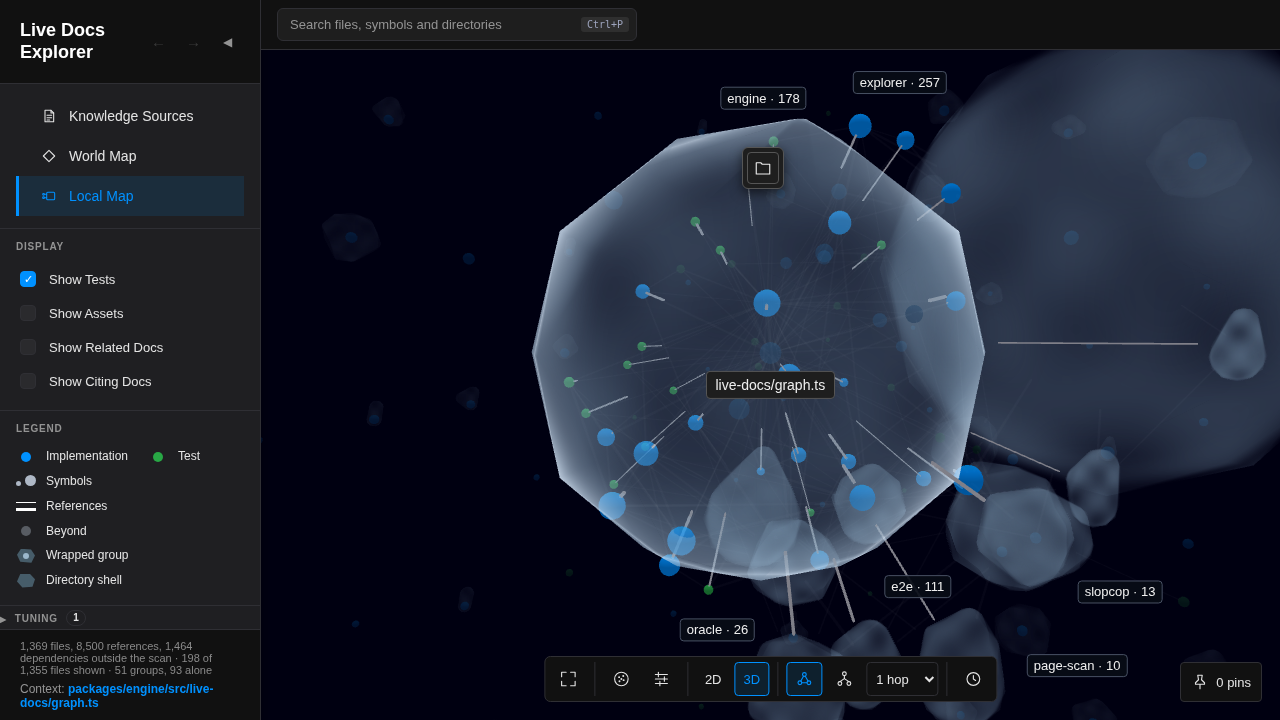 Live Docs
Explorer
Search files, symbols and directories
Ctrl+P
Knowledge Sources
World Map
Local Map
DISPLAY
Show Tests
Show Assets
Show Related Docs
Show Citing Docs
LEGEND
Implementation
Test
Symbols
References
Beyond
Wrapped group
Directory shell
TUNING 1
1,369 files, 8,500 references, 1,464
dependencies outside the scan · 198 of
1,355 files shown · 51 groups, 93 alone
Context: packages/engine/src/live-
docs/graph.ts
explorer · 257
engine · 178
live-docs/graph.ts
e2e · 111
slopcop · 13
oracle · 26
page-scan · 10
2D
3D
1 hop
0 pins